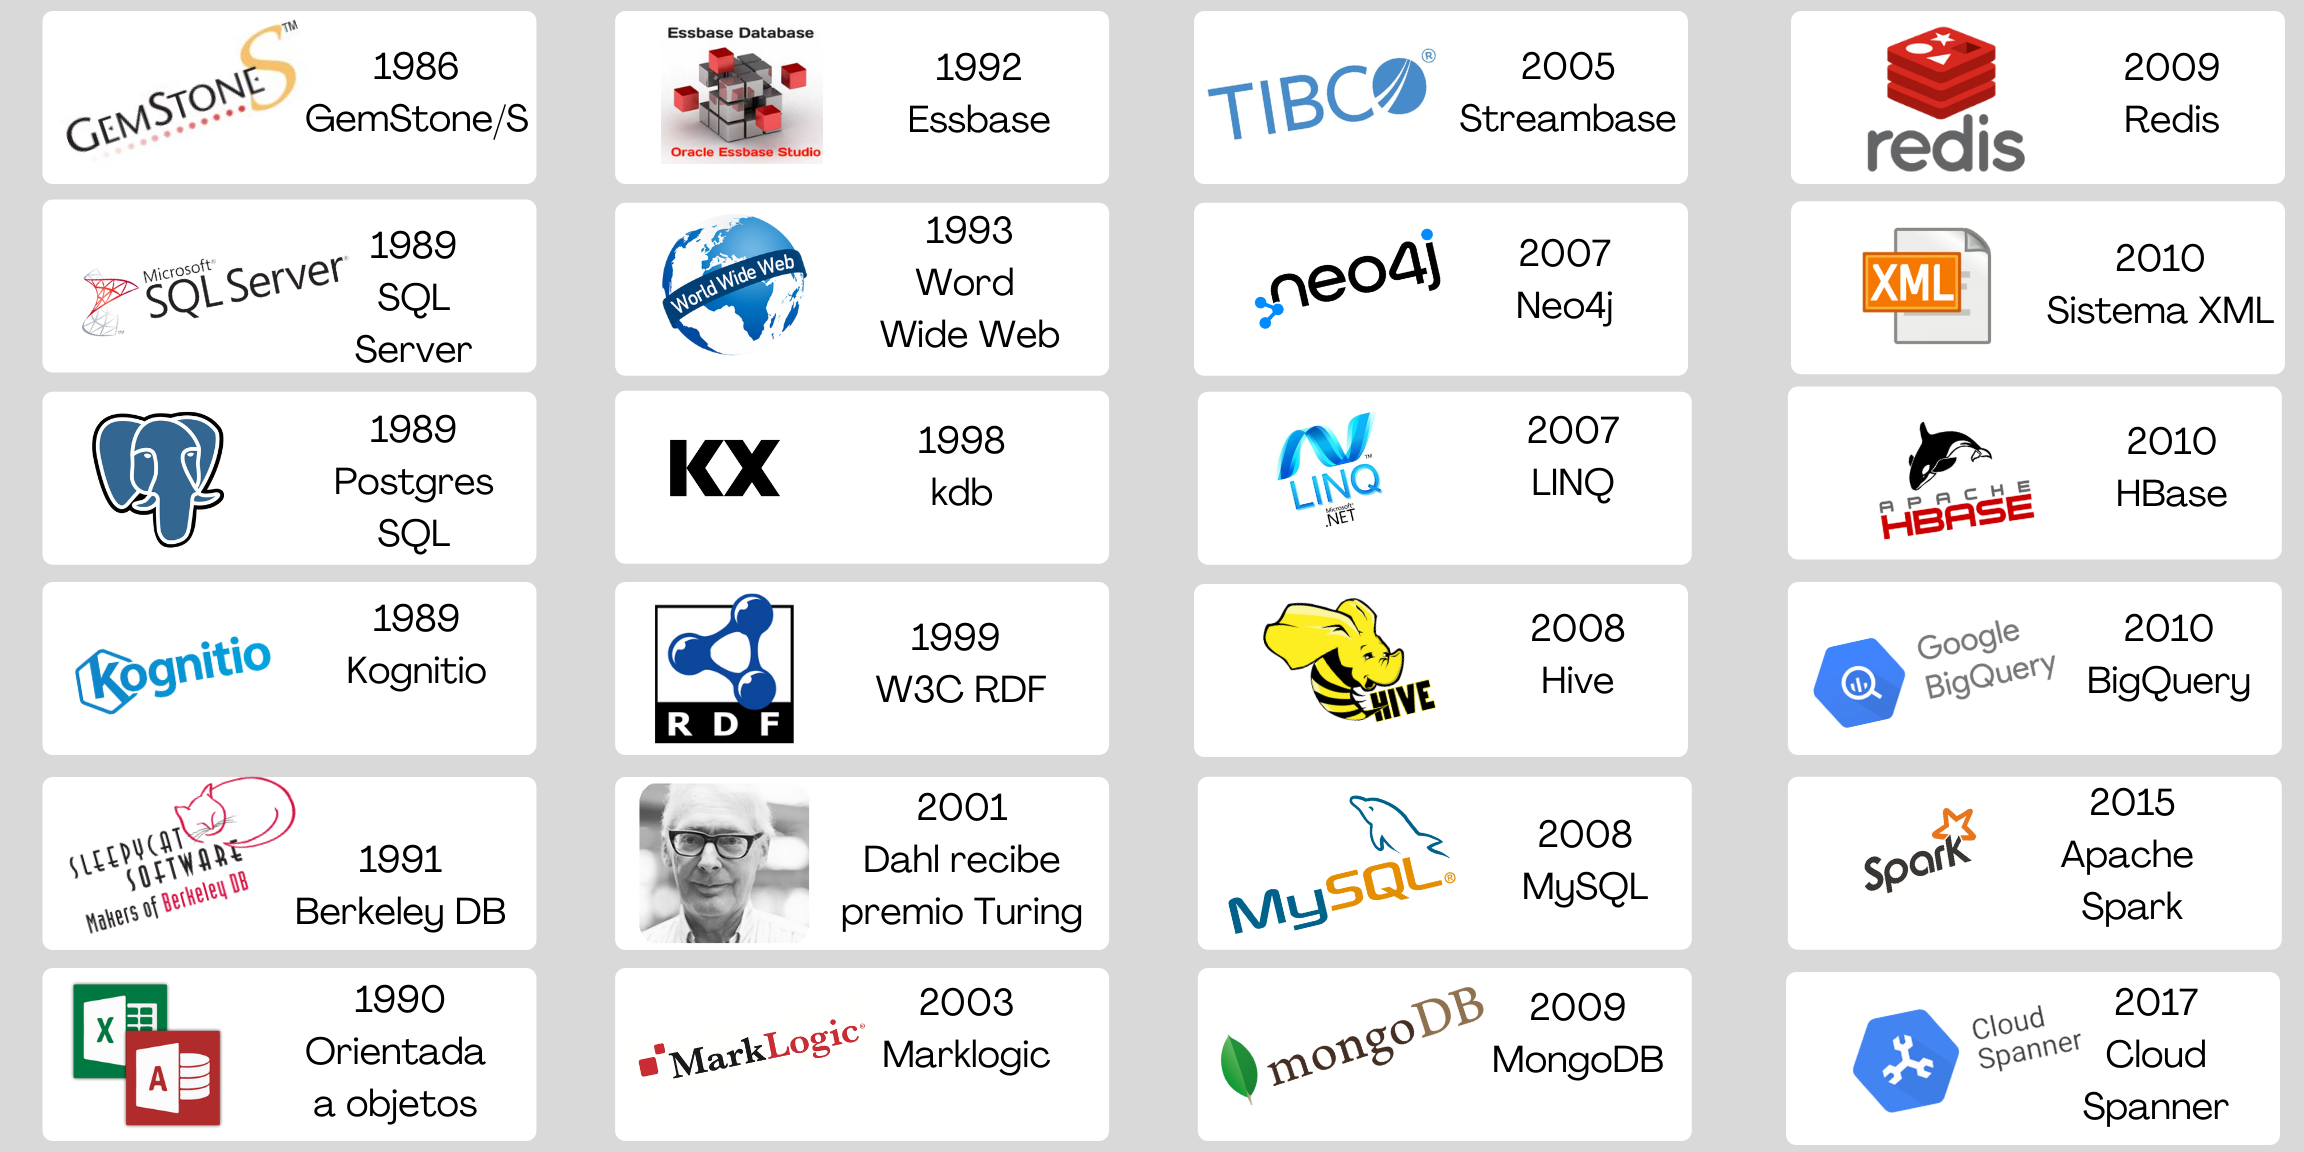 GEMSTONE S™
1986
GemStone/S
Microsoft®
SQL Server®
1989
SQL
Server
1989
Postgres
SQL
kognitio
1989
Kognitio
SLEEPYCAT
SOFTWARE
Makers of Berkeley DB
1991
Berkeley DB
X
A
1990
Orientada
a objetos
Essbase Database
Oracle Essbase Studio
1992
Essbase
World Wide Web
1993
Word
Wide Web
KX
1998
kdb
RDF
1999
W3C RDF
2001
Dahl recibe
premio Turing
MarkLogic®
2003
Marklogic
TIBCO®
2005
Streambase
neo4j
2007
Neo4j
LINQ™
Microsoft®
.NET
2007
LINQ
HIVE
2008
Hive
MySQL®
2008
MySQL
mongoDB
2009
MongoDB
redis
2009
Redis
XML
2010
Sistema XML
APACHE
HBASE
2010
HBase
Google
BigQuery
2010
BigQuery
Spark
2015
Apache
Spark
Cloud
Spanner
2017
Cloud
Spanner